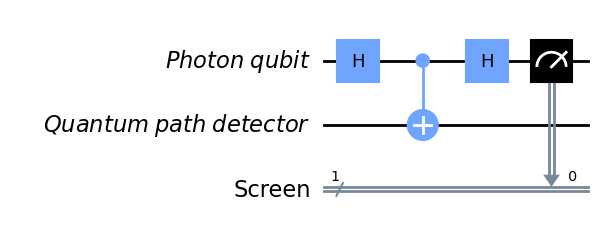 Photon qubit H H
Quantum path detector
1 0
Screen